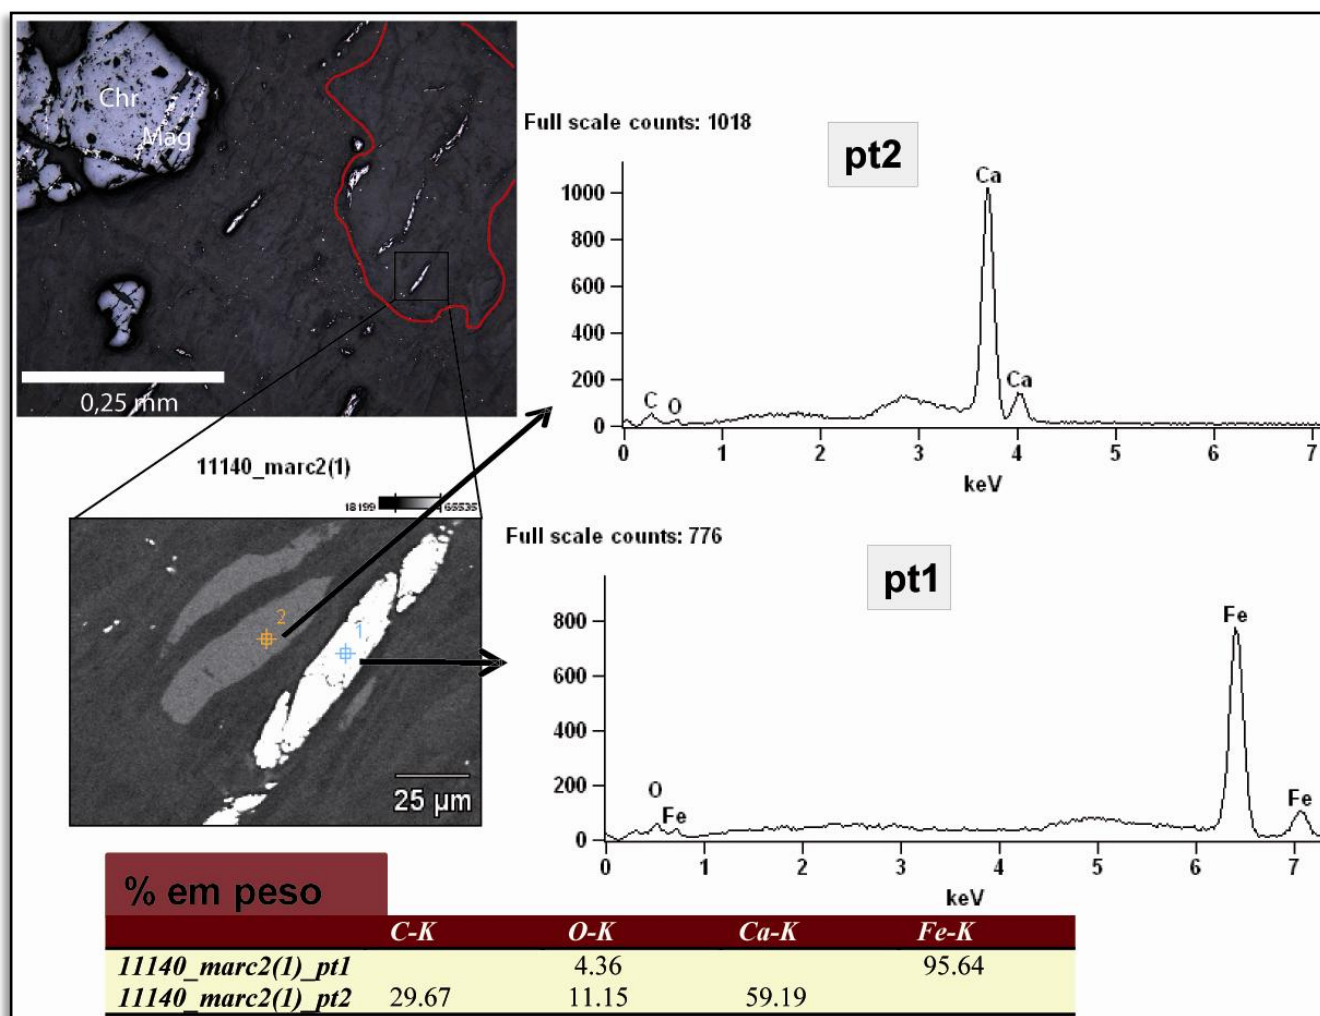 Chr
Mag
0,25 mm
Full scale counts: 1018
pt2
Ca
1000
800
600
400
200
0
C
O
Ca
0 1 2 3 4 5 6 7
keV
11140_marc2(1)
18199 65535
2
1
25 µm
Full scale counts: 776
pt1
Fe
800
600
400
200
0
O
Fe
Fe
0 1 2 3 4 5 6 7
keV
% em peso
C-K O-K Ca-K Fe-K
11140_marc2(1)_pt1 4.36 95.64
11140_marc2(1)_pt2 29.67 11.15 59.19